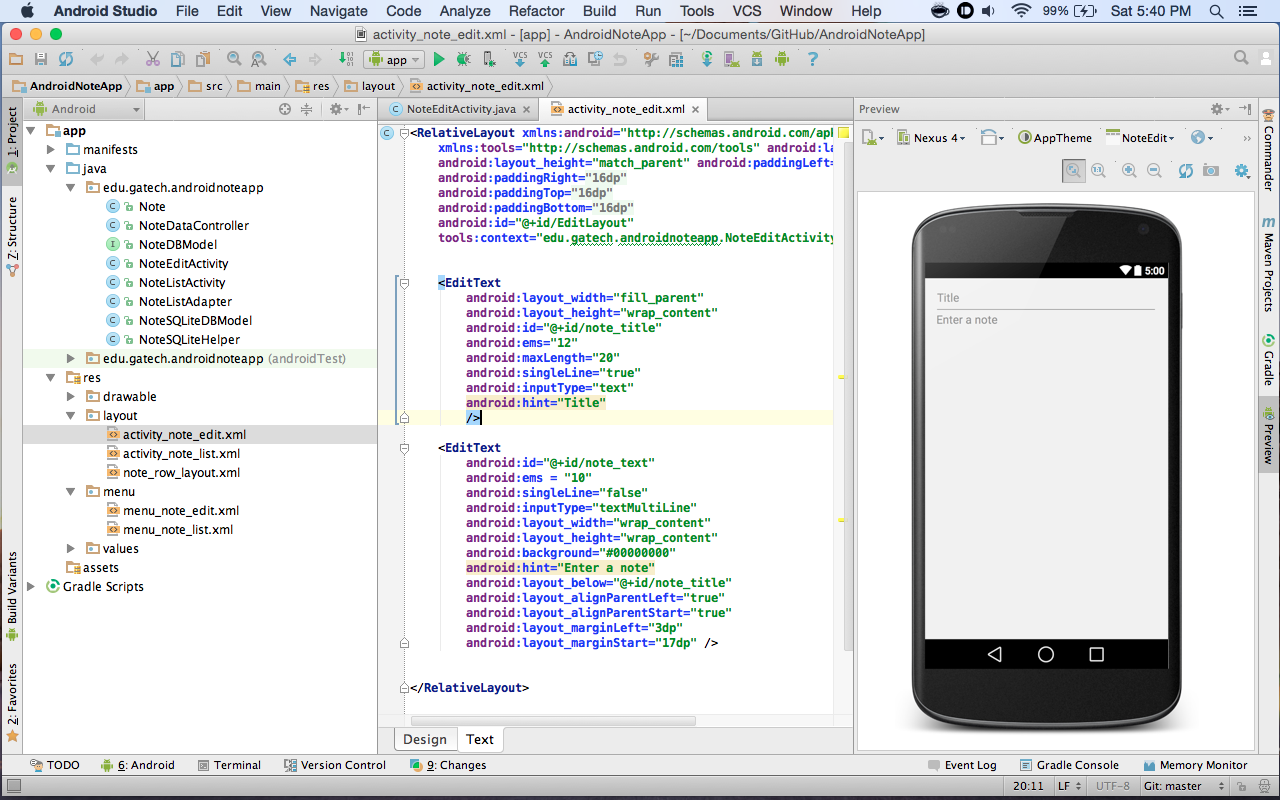 Android Studio File Edit View Navigate Code Analyze Refactor Build Run Tools VCS Window Help 99% Sat 5:40 PM
activity_note_edit.xml - [app] - AndroidNoteApp - [~/Documents/GitHub/AndroidNoteApp]
app VCS VCS ?
AndroidNoteApp app src main res layout activity_note_edit.xml
1: Project
7: Structure
Build Variants
2: Favorites
Android
app
manifests
java
edu.gatech.androidnoteapp
Note
NoteDataController
NoteDBModel
NoteEditActivity
NoteListActivity
NoteListAdapter
NoteSQLiteDBModel
NoteSQLiteHelper
edu.gatech.androidnoteapp (androidTest)
res
drawable
layout
activity_note_edit.xml
activity_note_list.xml
note_row_layout.xml
menu
menu_note_edit.xml
menu_note_list.xml
values
assets
Gradle Scripts
NoteEditActivity.java activity_note_edit.xml
<RelativeLayout xmlns:android="http://schemas.android.com/apk
xmlns:tools="http://schemas.android.com/tools" android:la
android:layout_height="match_parent" android:paddingLeft=
android:paddingRight="16dp"
android:paddingTop="16dp"
android:paddingBottom="16dp"
android:id="@+id/EditLayout"
tools:context="edu.gatech.androidnoteapp.NoteEditActivity
<EditText
android:layout_width="fill_parent"
android:layout_height="wrap_content"
android:id="@+id/note_title"
android:ems="12"
android:maxLength="20"
android:singleLine="true"
android:inputType="text"
android:hint="Title"
/>
<EditText
android:id="@+id/note_text"
android:ems = "10"
android:singleLine="false"
android:inputType="textMultiLine"
android:layout_width="wrap_content"
android:layout_height="wrap_content"
android:background="#00000000"
android:hint="Enter a note"
android:layout_below="@+id/note_title"
android:layout_alignParentLeft="true"
android:layout_alignParentStart="true"
android:layout_marginLeft="3dp"
android:layout_marginStart="17dp" />
</RelativeLayout>
Design Text
Preview
Nexus 4 AppTheme NoteEdit
1:1
5:00
Title
Enter a note
Commander
m Maven Projects
Gradle
Preview
TODO 6: Android Terminal Version Control 9: Changes Event Log Gradle Console Memory Monitor
20:11 LF UTF-8 Git: master